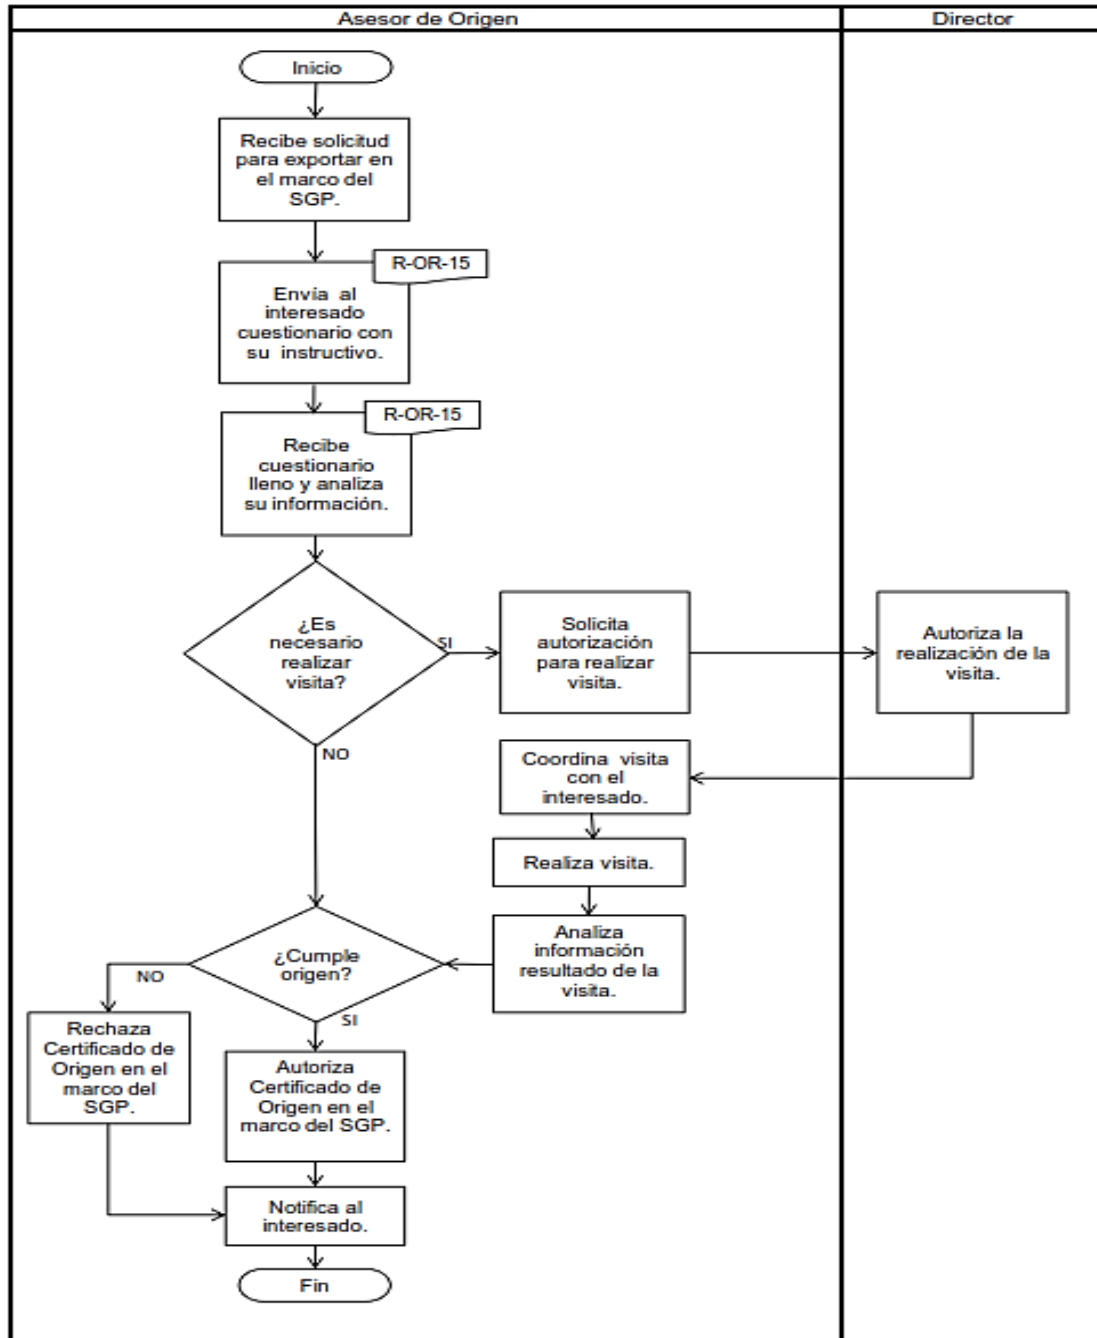 Asesor de Origen
Director
Inicio
Recibe solicitud
para exportar en
el marco del
SGP.
R-OR-15
Envía al
interesado
cuestionario con
su instructivo.
R-OR-15
Recibe
cuestionario
lleno y analiza
su información.
¿Es
necesario
realizar
visita?
SI
Solicita
autorización
para realizar
visita.
Autoriza la
realización de la
visita.
NO
Coordina visita
con el
interesado.
Realiza visita.
Analiza
información
resultado de la
visita.
¿Cumple
origen?
NO
SI
Rechaza
Certificado de
Origen en el
marco del
SGP.
Autoriza
Certificado de
Origen en el
marco del SGP.
Notifica al
interesado.
Fin